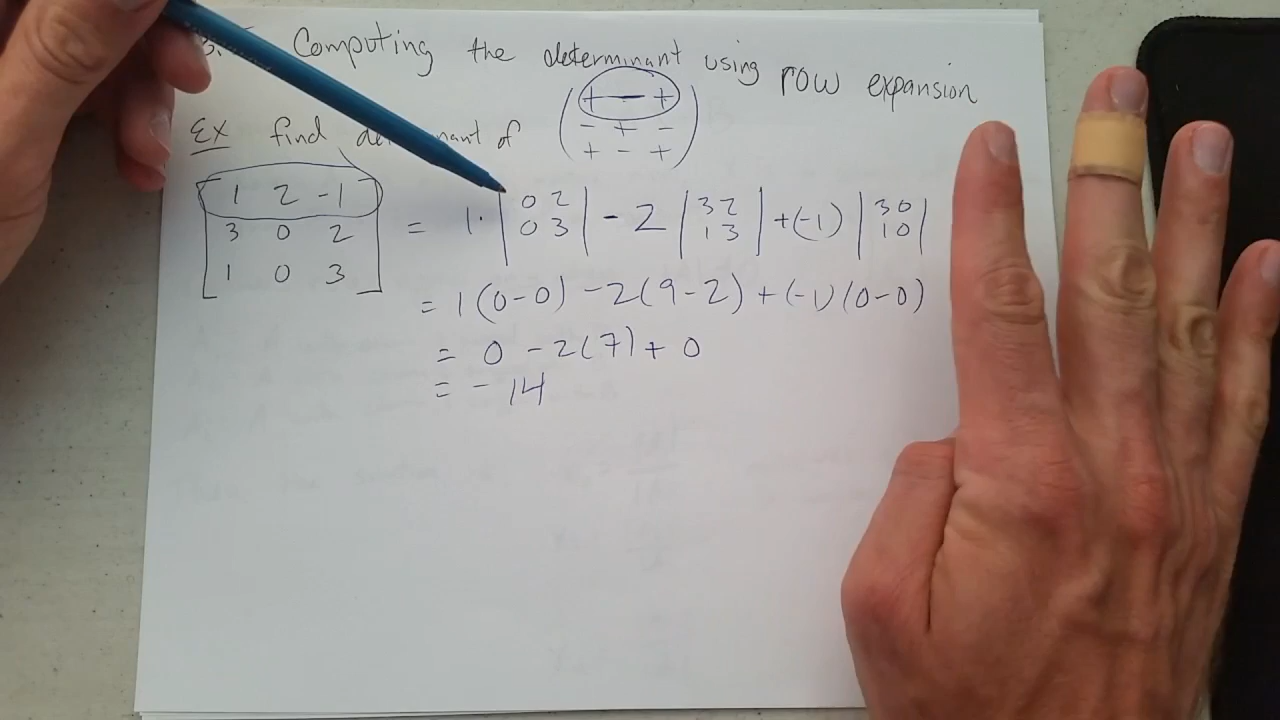 Computing the determinant using row expansion
Ex find of
( + - +
- + -
+ - + )
[ 1 2 -1
3 0 2
1 0 3 ]
= 1· | 0 2
0 3 | - 2 | 3 2
1 3 | + (-1) | 3 0
1 0 |
= 1(0-0) -2(9-2) + (-1)(0-0)
= 0 -2(7) + 0
= -14